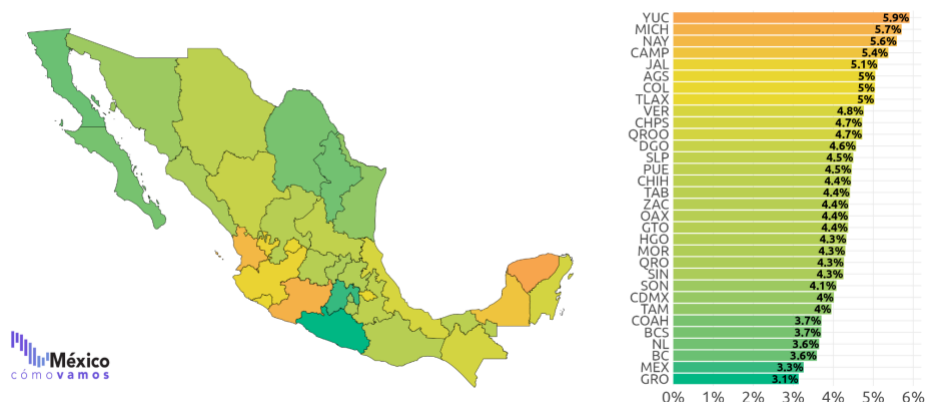 YUC 5.9%
MICH 5.7%
NAY 5.6%
CAMP 5.4%
JAL 5.1%
AGS 5%
COL 5%
TLAX 5%
VER 4.8%
CHPS 4.7%
QROO 4.7%
DGO 4.6%
SLP 4.5%
PUE 4.5%
CHIH 4.4%
TAB 4.4%
ZAC 4.4%
OAX 4.4%
GTO 4.4%
HGO 4.3%
MOR 4.3%
QRO 4.3%
SIN 4.3%
SON 4.1%
CDMX 4%
TAM 4%
COAH 3.7%
BCS 3.7%
NL 3.6%
BC 3.6%
MEX 3.3%
GRO 3.1%
0% 1% 2% 3% 4% 5% 6%
México
cómovamos